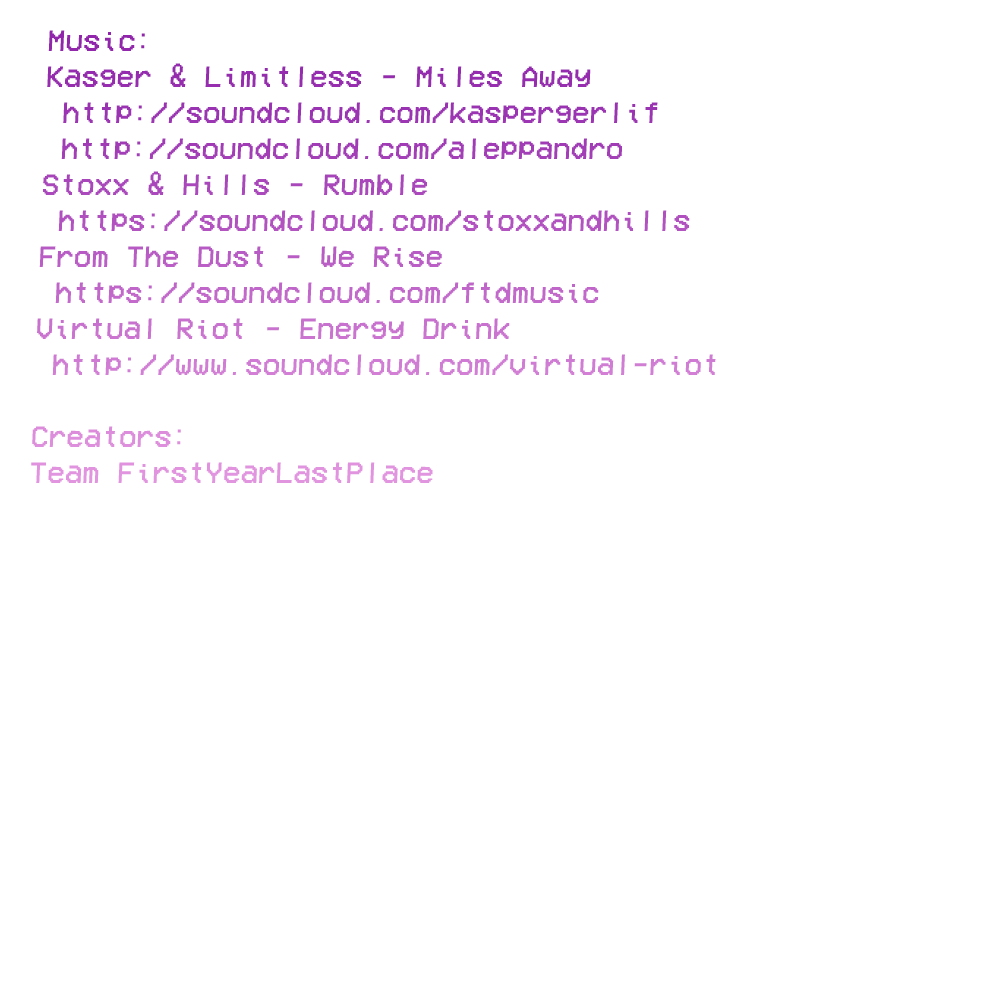 Music:
Kasger & Limitless - Miles Away
http://soundcloud.com/kaspergerlif
http://soundcloud.com/aleppandro
Stoxx & Hills - Rumble
https://soundcloud.com/stoxxandhills
From The Dust - We Rise
https://soundcloud.com/ftdmusic
Virtual Riot - Energy Drink
http://www.soundcloud.com/virtual-riot
Creators:
Team FirstYearLastPlace